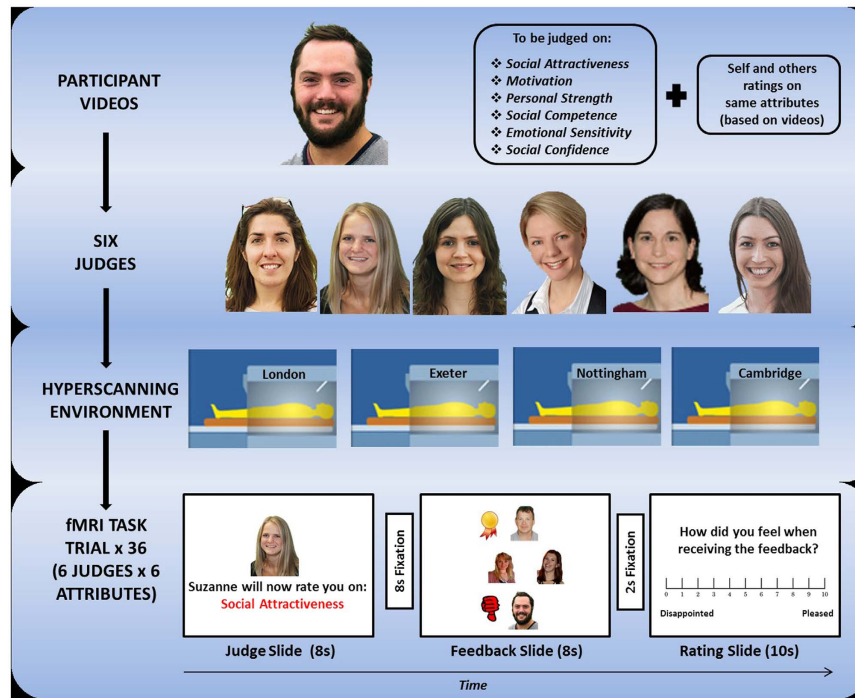 PARTICIPANT
VIDEOS
To be judged on:
❖ Social Attractiveness
❖ Motivation
❖ Personal Strength
❖ Social Competence
❖ Emotional Sensitivity
❖ Social Confidence
Self and others
ratings on
same attributes
(based on videos)
SIX
JUDGES
HYPERSCANNING
ENVIRONMENT
London
Exeter
Nottingham
Cambridge
fMRI TASK
TRIAL x 36
(6 JUDGES x 6
ATTRIBUTES)
Suzanne will now rate you on:
Social Attractiveness
8s Fixation
2s Fixation
How did you feel when
receiving the feedback?
0 1 2 3 4 5 6 7 8 9 10
Disappointed Pleased
Judge Slide (8s)
Feedback Slide (8s)
Rating Slide (10s)
Time